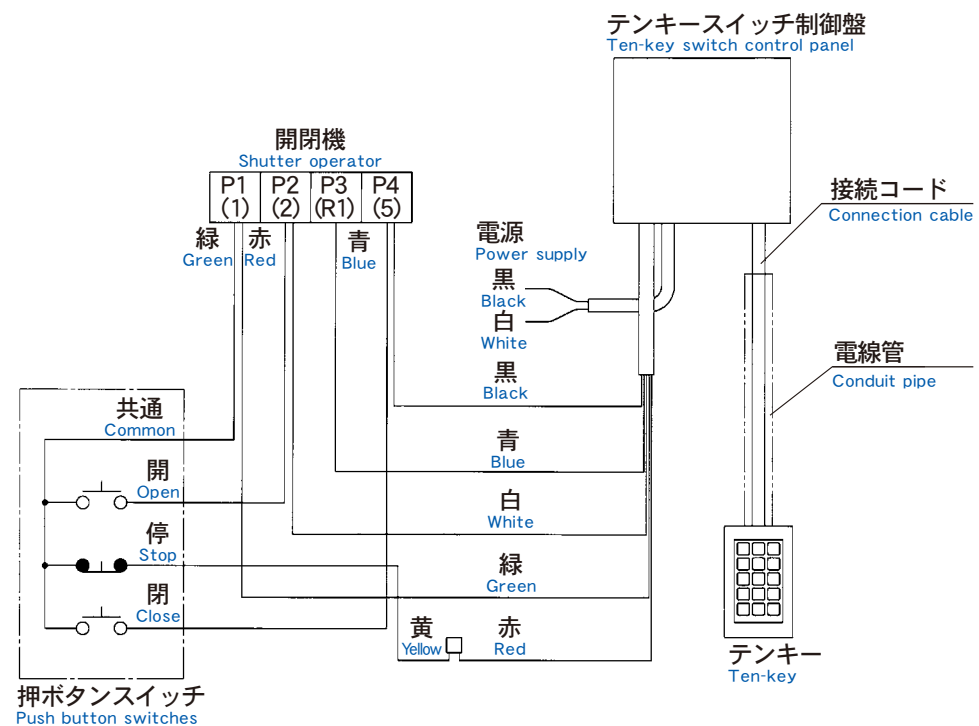 テンキースイッチ制御盤
Ten-key switch control panel
開閉機
Shutter operator
P1 P2 P3 P4
(1) (2) (R1) (5)
緑 赤 青
Green Red Blue
接続コード
Connection cable
電源
Power supply
黒
Black
白
White
電線管
Conduit pipe
黒
Black
共通
Common
青
Blue
開
Open
白
White
停
Stop
緑
Green
閉
Close
黄 赤
Yellow Red
テンキー
Ten-key
押ボタンスイッチ
Push button switches